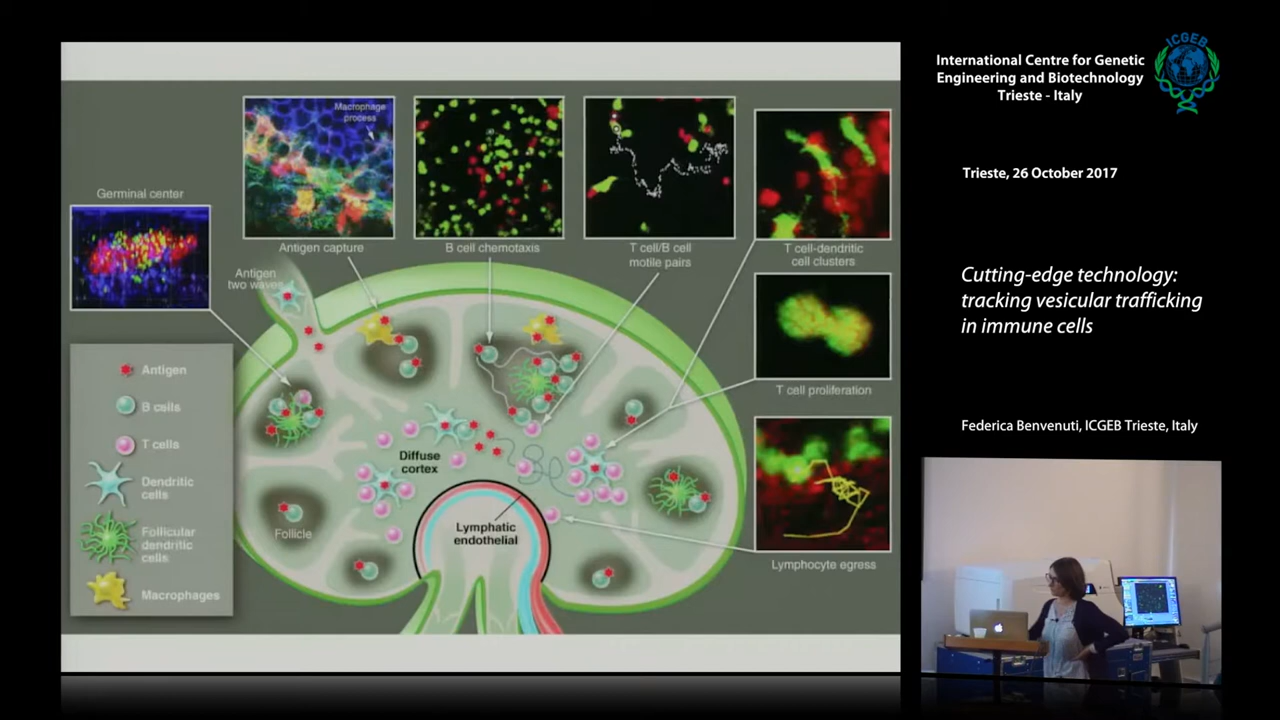 Germinal center
Macrophage
process
Antigen capture
B cell chemotaxis
T cell/B cell
motile pairs
T cell-dendritic
cell clusters
Antigen
two waves
T cell proliferation
Antigen
B cells
T cells
Dendritic
cells
Follicular
dendritic
cells
Macrophages
Diffuse
cortex
Follicle
Lymphatic
endothelial
Lymphocyte egress
International Centre for Genetic
Engineering and Biotechnology
Trieste - Italy
ICGEB
Trieste, 26 October 2017
Cutting-edge technology:
tracking vesicular trafficking
in immune cells
Federica Benvenuti, ICGEB Trieste, Italy